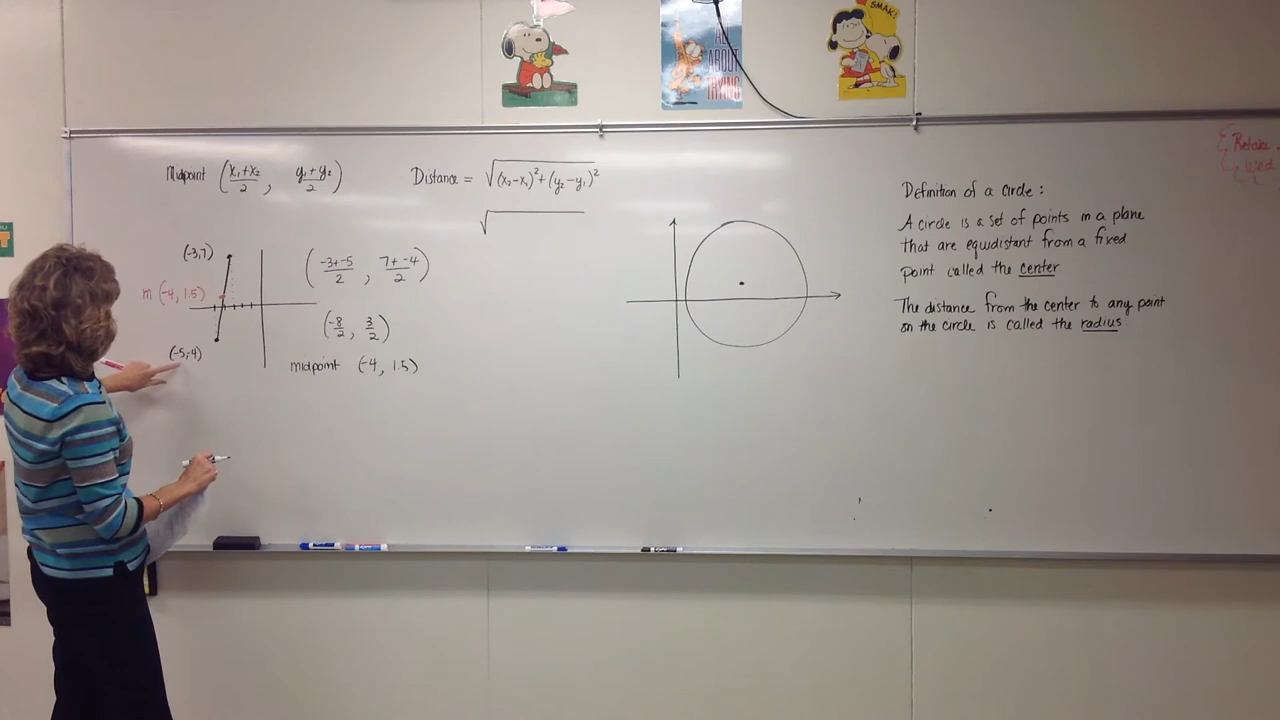 SMAK!
ALL
ABOUT
TRYING
Midpoint (x₁+x₂/2, y₁+y₂/2)
Distance = √(x₂-x₁)²+(y₂-y₁)²
√
(-3,7)
m (-4, 1.5)
(-5,-4)
(-3+-5/2, 7+-4/2)
(-8/2, 3/2)
midpoint (-4, 1.5)
Definition of a circle:
A circle is a set of points in a plane
that are equidistant from a fixed
point called the center
The distance from the center to any point
on the circle is called the radius.